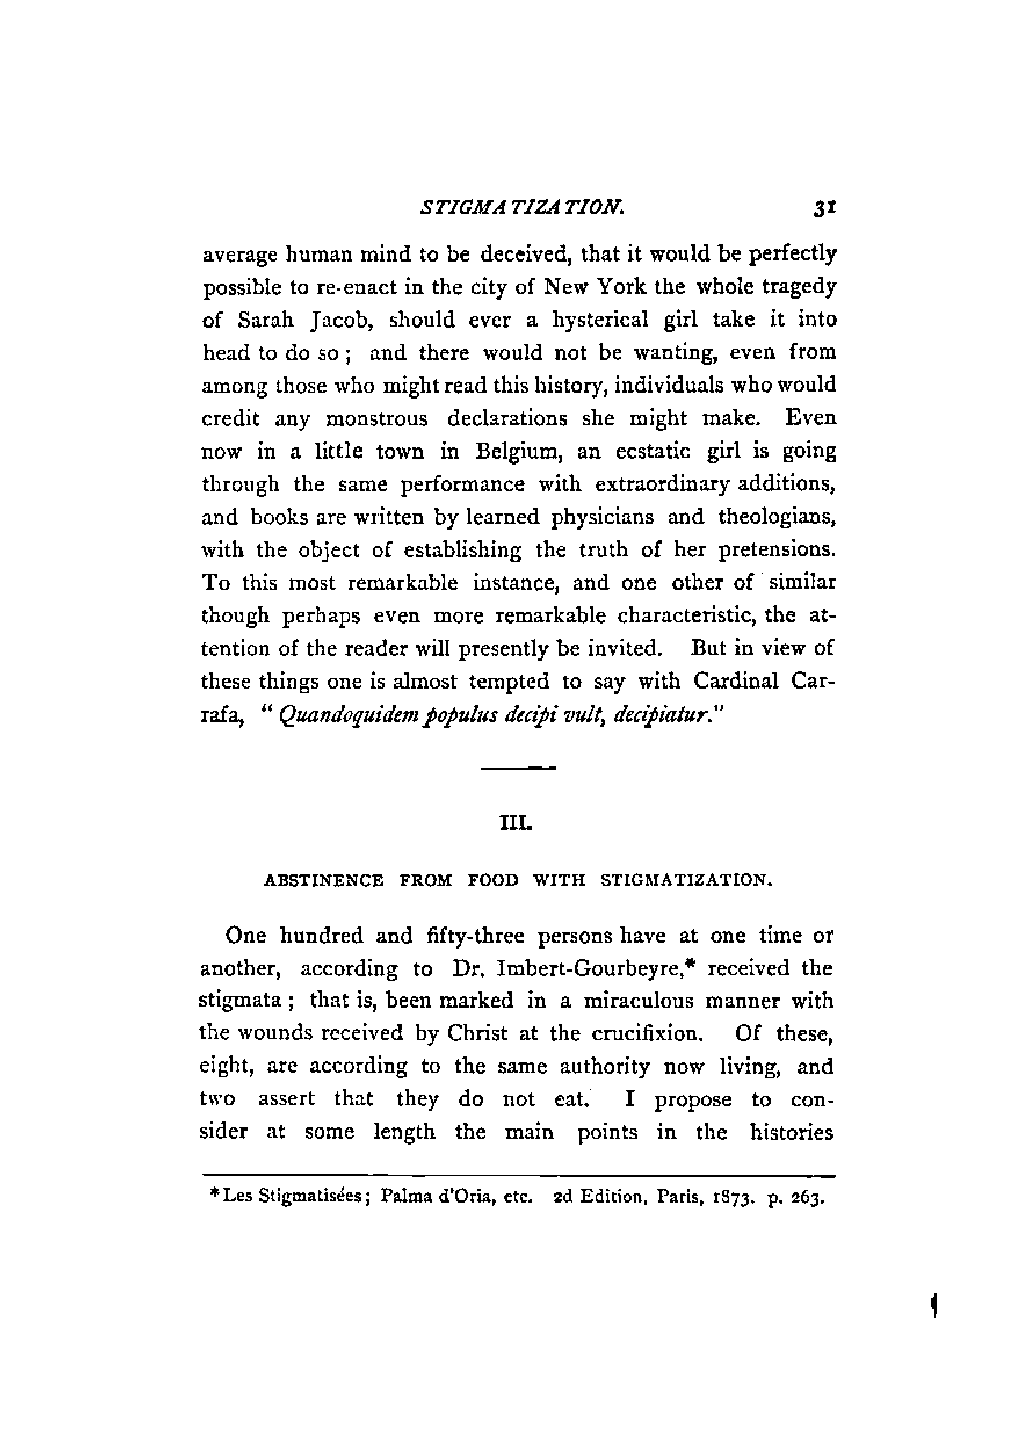 STIGMATIZATION. 31
average human mind to be deceived, that it would be perfectly
possible to re-enact in the city of New York the whole tragedy
of Sarah Jacob, should ever a hysterical girl take it into
head to do so ; and there would not be wanting, even from
among those who might read this history, individuals who would
credit any monstrous declarations she might make. Even
now in a little town in Belgium, an ecstatic girl is going
through the same performance with extraordinary additions,
and books are written by learned physicians and theologians,
with the object of establishing the truth of her pretensions.
To this most remarkable instance, and one other of similar
though perhaps even more remarkable characteristic, the at-
tention of the reader will presently be invited. But in view of
these things one is almost tempted to say with Cardinal Car-
rafa, “ Quandoquidem populus decipi vult, decipiatur."
III.
ABSTINENCE FROM FOOD WITH STIGMATIZATION.
One hundred and fifty-three persons have at one time or
another, according to Dr. Imbert-Gourbeyre,* received the
stigmata ; that is, been marked in a miraculous manner with
the wounds received by Christ at the crucifixion. Of these,
eight, are according to the same authority now living, and
two assert that they do not eat. I propose to con-
sider at some length the main points in the histories
*Les Stigmatisées; Palma d'Oria, etc. 2d Edition, Paris, 1873. p. 263.